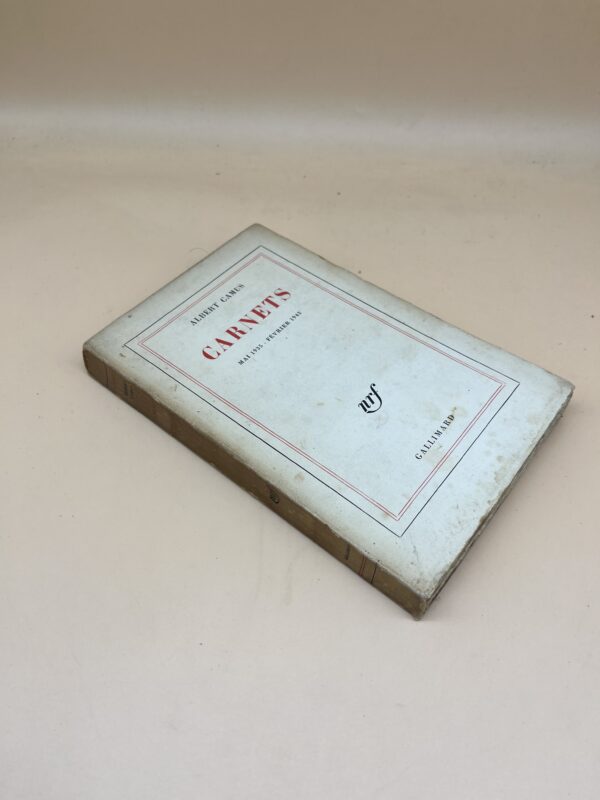 ALBERT CAMUS
CARNETS
MAI 1935 - FÉVRIER 1942
nrf
GALLIMARD